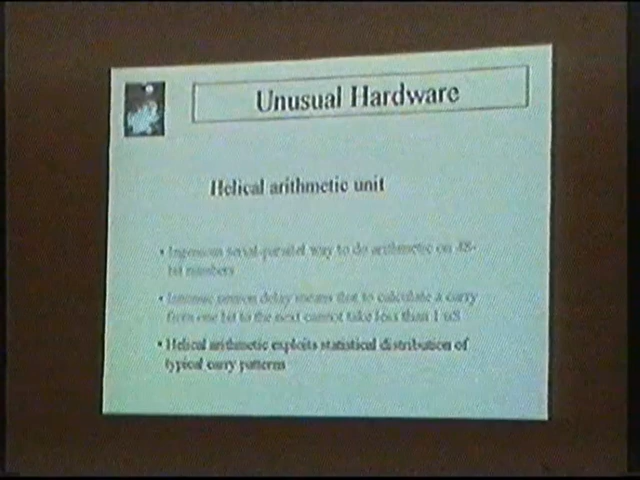 Unusual Hardware
Helical arithmetic unit
• Ingenious serial-parallel way to do arithmetic on 48-
bit numbers
• neuron delay means that to calculate a carry
from one bit to the next cannot take less than 1 uS
• Helical arithmetic exploits statistical distribution of
typical carry patterns